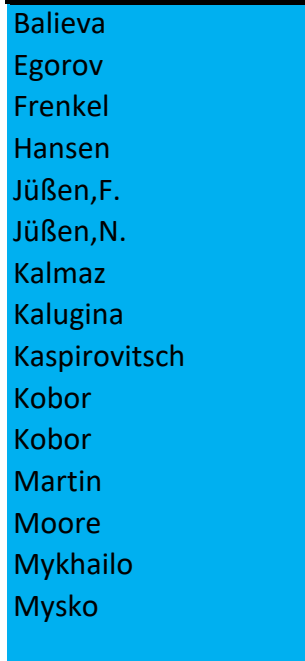 Balieva
Egorov
Frenkel
Hansen
Jüßen,F.
Jüßen,N.
Kalmaz
Kalugina
Kaspirovitsch
Kobor
Kobor
Martin
Moore
Mykhailo
Mysko